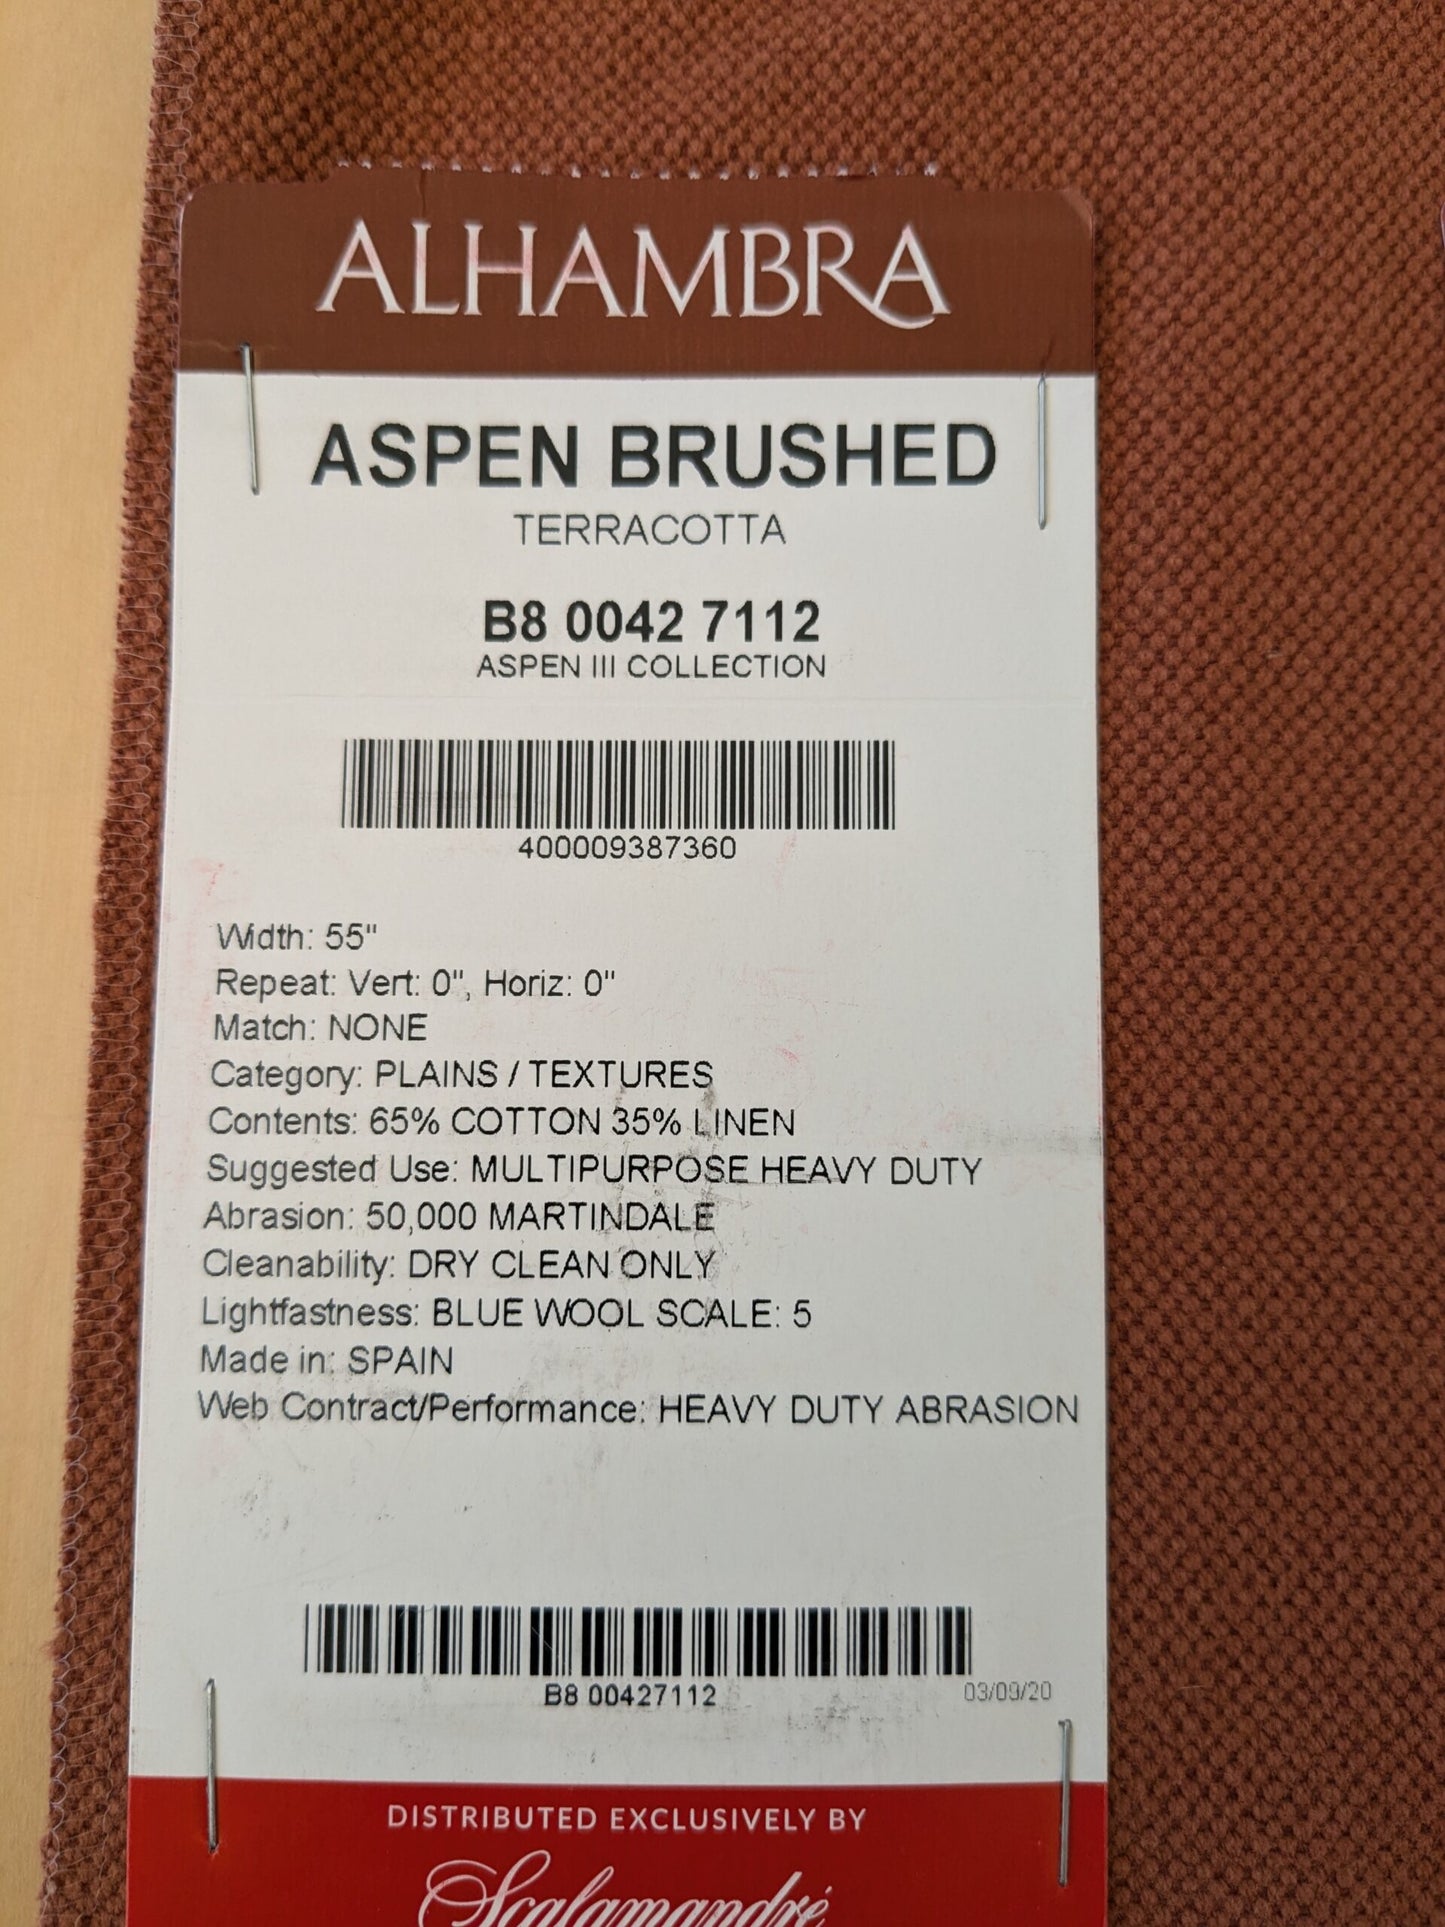 ALHAMBRA
ASPEN BRUSHED
TERRACOTTA
B8 0042 7112
ASPEN III COLLECTION
400009387360
Width: 55"
Repeat: Vert: 0", Horiz: 0"
Match: NONE
Category: PLAINS / TEXTURES
Contents: 65% COTTON 35% LINEN
Suggested Use: MULTIPURPOSE HEAVY DUTY
Abrasion: 50,000 MARTINDALE
Cleanability: DRY CLEAN ONLY
Lightfastness: BLUE WOOL SCALE: 5
Made in: SPAIN
Web Contract/Performance: HEAVY DUTY ABRASION
B8 00427112
03/09/20
DISTRIBUTED EXCLUSIVELY BY
Scalamandré